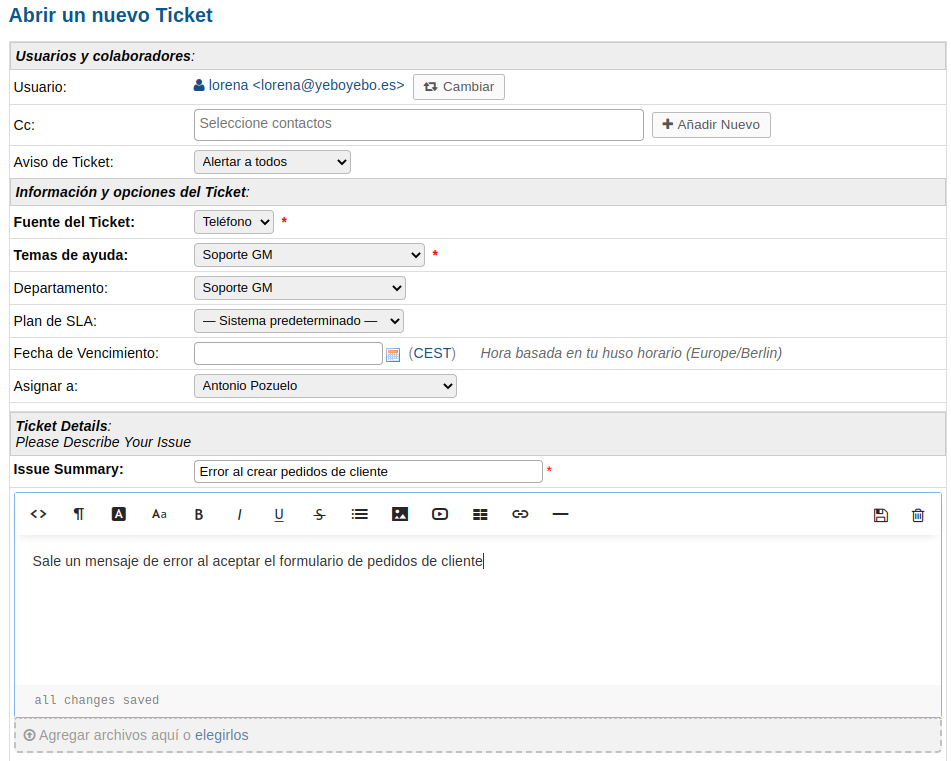 Abrir un nuevo Ticket
Usuarios y colaboradores:
Usuario: lorena <lorena@yeboyebo.es> Cambiar
Cc: Seleccione contactos Añadir Nuevo
Aviso de Ticket: Alertar a todos
Información y opciones del Ticket:
Fuente del Ticket: Teléfono *
Temas de ayuda: Soporte GM *
Departamento: Soporte GM
Plan de SLA: — Sistema predeterminado —
Fecha de Vencimiento: (CEST) Hora basada en tu huso horario (Europe/Berlin)
Asignar a: Antonio Pozuelo
Ticket Details:
Please Describe Your Issue
Issue Summary: Error al crear pedidos de cliente *
<> ¶ A Aa B I U S
Sale un mensaje de error al aceptar el formulario de pedidos de cliente
all changes saved
Agregar archivos aquí o elegirlos